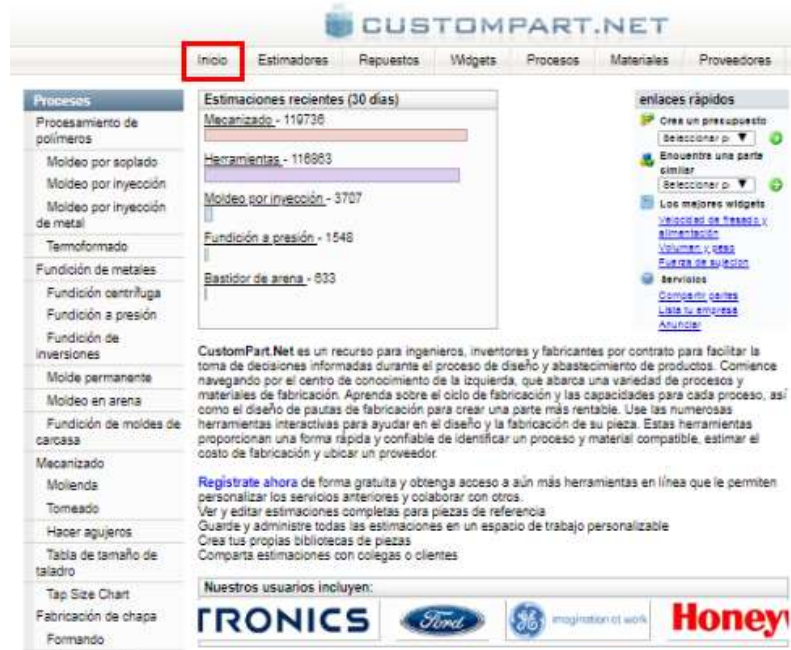 CUSTOMPART.NET
Inicio Estimadores Repuestos Widgets Procesos Materiales Proveedores
Procesos
Procesamiento de
polímeros
Moldeo por soplado
Moldeo por inyección
Moldeo por inyección
de metal
Termoformado
Fundición de metales
Fundición centrífuga
Fundición a presión
Fundición de
inversiones
Molde permanente
Moldeo en arena
Fundición de moldes de
carcasa
Mecanizado
Molienda
Torneado
Hacer agujeros
Tabla de tamaño de
taladro
Tap Size Chart
Fabricación de chapa
Formando
Estimaciones recientes (30 días)
Mecanizado - 119736
Herramientas - 116983
Moldeo por inyección - 3707
Fundición a presión - 1548
Bastidor de arena - 633
enlaces rápidos
Crea un presupuesto
Seleccionar p
Encuentre una parte
similar
Seleccionar p
Los mejores widgets
Velocidad de fresado y
alimentación
Volumen y peso
Fuerza de sujeción
Servicios
Compartir partes
Lista tu empresa
Anunciar
CustomPart.Net es un recurso para ingenieros, inventores y fabricantes por contrato para facilitar la
toma de decisiones informadas durante el proceso de diseño y abastecimiento de productos. Comience
navegando por el centro de conocimiento de la izquierda, que abarca una variedad de procesos y
materiales de fabricación. Aprenda sobre el ciclo de fabricación y las capacidades para cada proceso, así
como el diseño de pautas de fabricación para crear una parte más rentable. Use las numerosas
herramientas interactivas para ayudar en el diseño y la fabricación de su pieza. Estas herramientas
proporcionan una forma rápida y confiable de identificar un proceso y material compatible, estimar el
costo de fabricación y ubicar un proveedor.
Regístrate ahora de forma gratuita y obtenga acceso a aún más herramientas en línea que le permiten
personalizar los servicios anteriores y colaborar con otros.
Ver y editar estimaciones completas para piezas de referencia
Guarde y administre todas las estimaciones en un espacio de trabajo personalizable
Crea tus propias bibliotecas de piezas
Comparta estimaciones con colegas o clientes
Nuestros usuarios incluyen:
TRONICS Ford GE imagination at work Honeyw